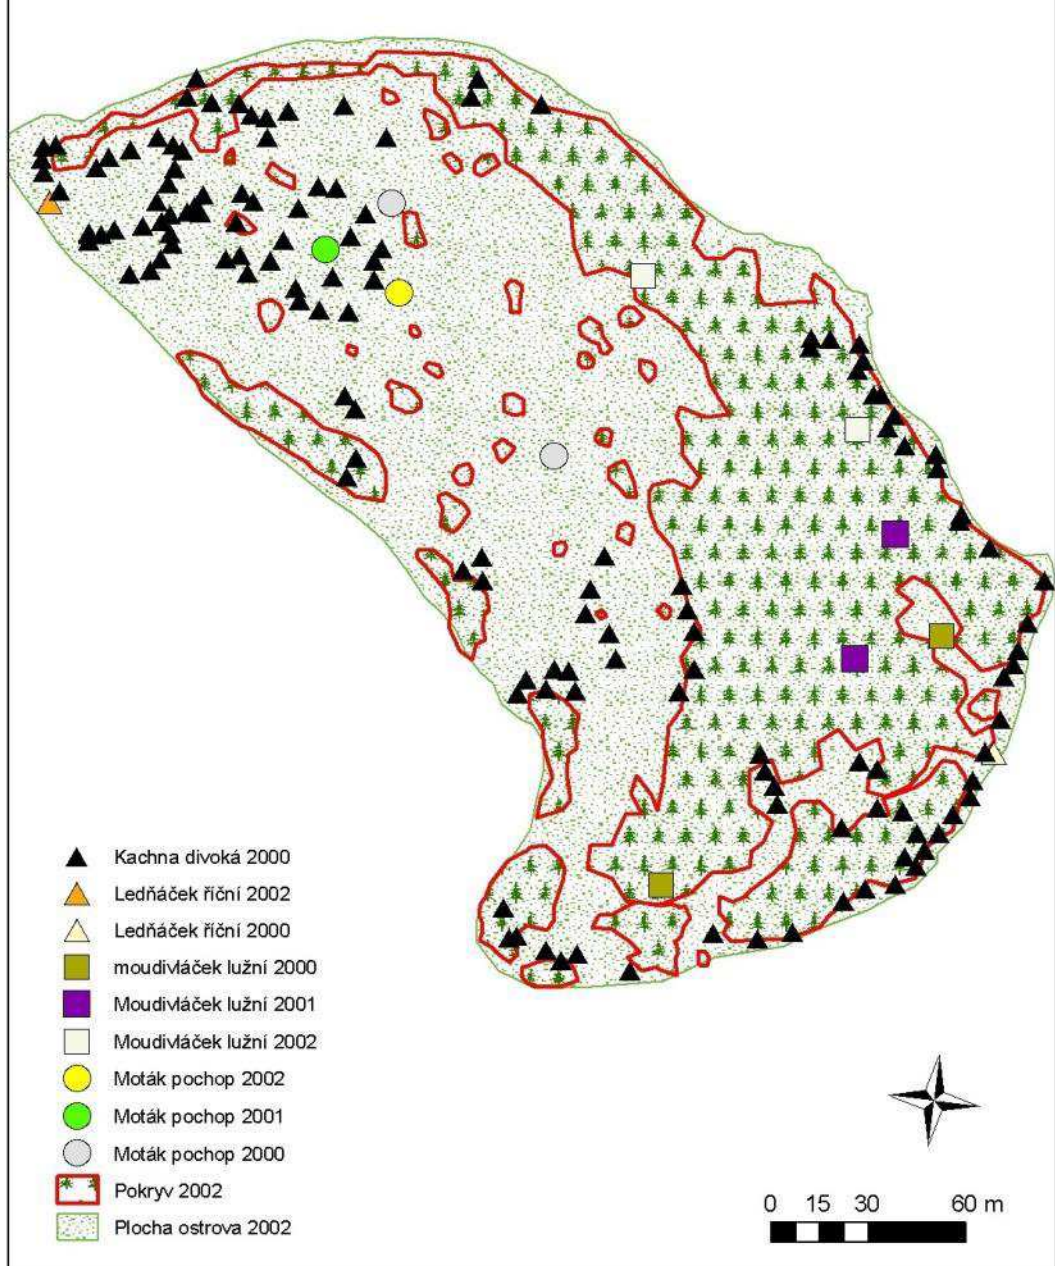 Kachna divoká 2000
Ledňáček říční 2002
Ledňáček říční 2000
moudivláček lužní 2000
Moudivláček lužní 2001
Moudivláček lužní 2002
Moták pochop 2002
Moták pochop 2001
Moták pochop 2000
Pokryv 2002
Plocha ostrova 2002
0 15 30 60 m